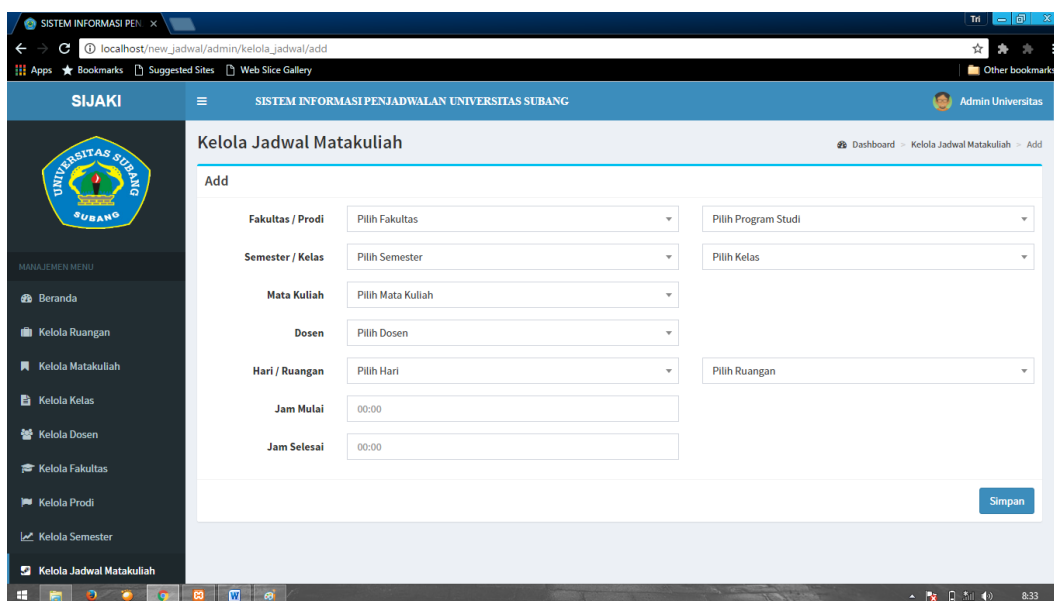 SISTEM INFORMASI PEN
Tri
localhost/new_jadwal/admin/kelola_jadwal/add
Apps Bookmarks Suggested Sites Web Slice Gallery Other bookmarks
SIJAKI SISTEM INFORMASI PENJADWALAN UNIVERSITAS SUBANG Admin Universitas
UNIVERSITAS SUBANG
SUBANG
Kelola Jadwal Matakuliah Dashboard > Kelola Jadwal Matakuliah > Add
Add
Fakultas / Prodi Pilih Fakultas Pilih Program Studi
Semester / Kelas Pilih Semester Pilih Kelas
Mata Kuliah Pilih Mata Kuliah
Dosen Pilih Dosen
Hari / Ruangan Pilih Hari Pilih Ruangan
Jam Mulai 00:00
Jam Selesai 00:00
Simpan
MANAJEMEN MENU
Beranda
Kelola Ruangan
Kelola Matakuliah
Kelola Kelas
Kelola Dosen
Kelola Fakultas
Kelola Prodi
Kelola Semester
Kelola Jadwal Matakuliah
8:33